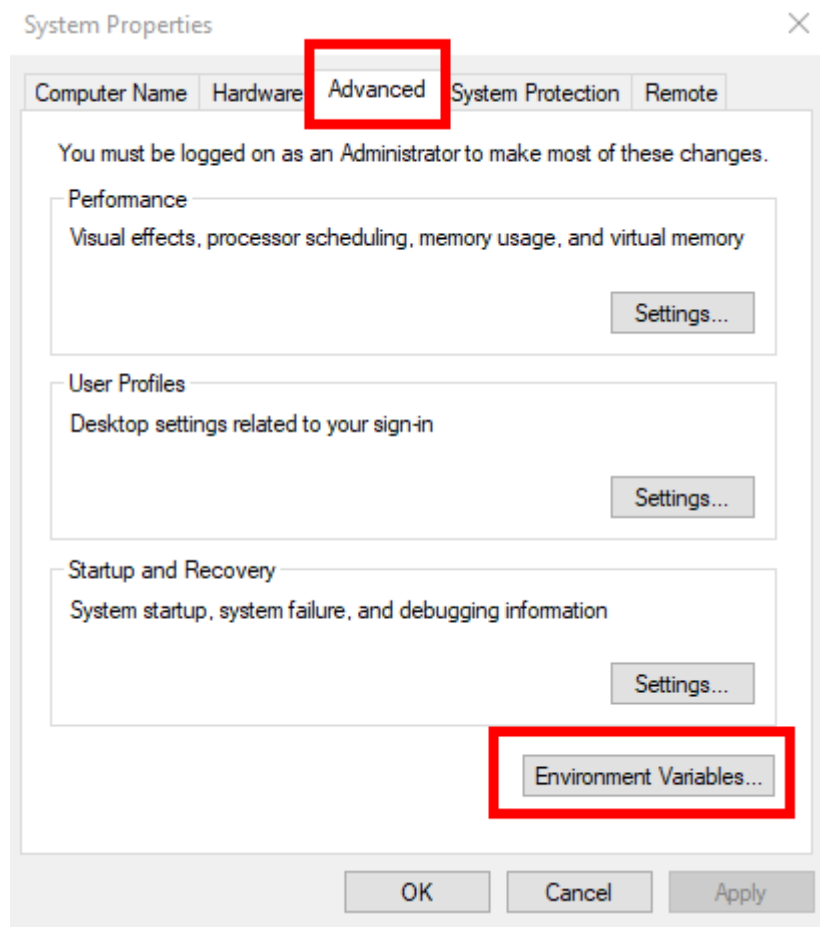 System Properties
Computer Name Hardware Advanced System Protection Remote
You must be logged on as an Administrator to make most of these changes.
Performance
Visual effects, processor scheduling, memory usage, and virtual memory
Settings...
User Profiles
Desktop settings related to your sign-in
Settings...
Startup and Recovery
System startup, system failure, and debugging information
Settings...
Environment Variables...
OK Cancel Apply